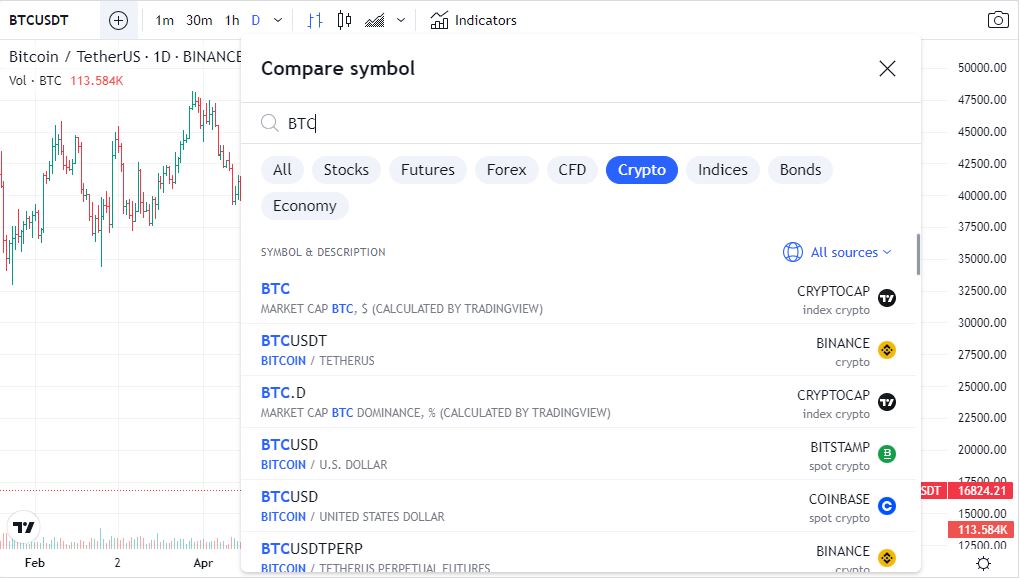 BTCUSDT
1m 30m 1h D
Indicators
Bitcoin / TetherUS · 1D · BINANCE
Vol · BTC 113.584K
Compare symbol
BTC
All Stocks Futures Forex CFD Crypto Indices Bonds
Economy
SYMBOL & DESCRIPTION
All sources
BTC
MARKET CAP BTC, $ (CALCULATED BY TRADINGVIEW)
CRYPTOCAP
index crypto
BTCUSDT
BITCOIN / TETHERUS
BINANCE
crypto
BTC.D
MARKET CAP BTC DOMINANCE, % (CALCULATED BY TRADINGVIEW)
CRYPTOCAP
index crypto
BTCUSD
BITCOIN / U.S. DOLLAR
BITSTAMP
spot crypto
BTCUSD
BITCOIN / UNITED STATES DOLLAR
COINBASE
spot crypto
BTCUSDTPERP
BITCOIN / TETHERUS PERPETUAL FUTURES
BINANCE
crypto
50000.00
47500.00
45000.00
42500.00
40000.00
37500.00
35000.00
32500.00
30000.00
27500.00
25000.00
22500.00
20000.00
17500.00
SDT 16824.21
15000.00
113.584K
12500.00
Feb 2 Apr